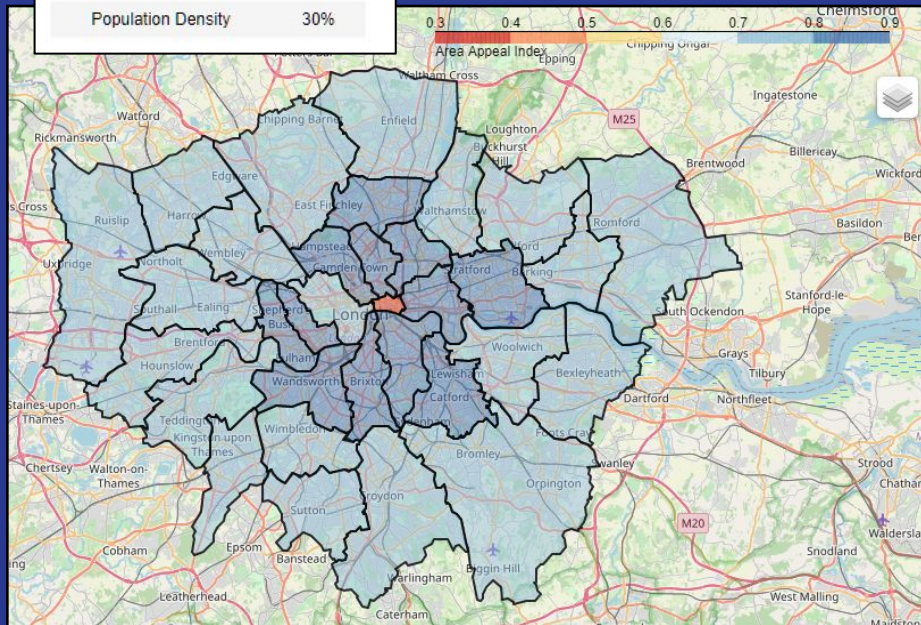 Population Density 30%
0.3 0.4 0.5 0.6 0.7 0.8 0.9
Area Appeal Index
Chelmsford
Chipping Ongar
Epping
Waltham Cross
Ingatestone
Watford
M25
Chipping Barnet
Enfield
Rickmansworth
Loughton
Buckhurst
Hill
Brentwood
Billericay
Wickford
Edgware
s Cross
East Finchley
Romford
Ruislip
Harrow
Walthamstow
Basildon
Hampstead
Wembley
Uxbridge
Northolt
Camden Town
Barking
Stanford-le-
Hope
Southall
Ealing
Shepherd
Bush
London
South Ockendon
Brentford
Woolwich
Grays
Hounslow
Wandsworth
Brixton
Lewisham
Bexleyheath
Tilbury
Catford
Staines-upon-
Thames
Dartford
Northfleet
Teddington
Kingston upon
Thames
Wimbledon
Foots Cray
Bromley
Chertsey
Walton-on-
Thames
Orpington
Croydon
Strood
Chatham
Sutton
M20
Epsom
Banstead
Cobham
Biggin Hill
Snodland
Warlingham
Leatherhead
Caterham
West Malling